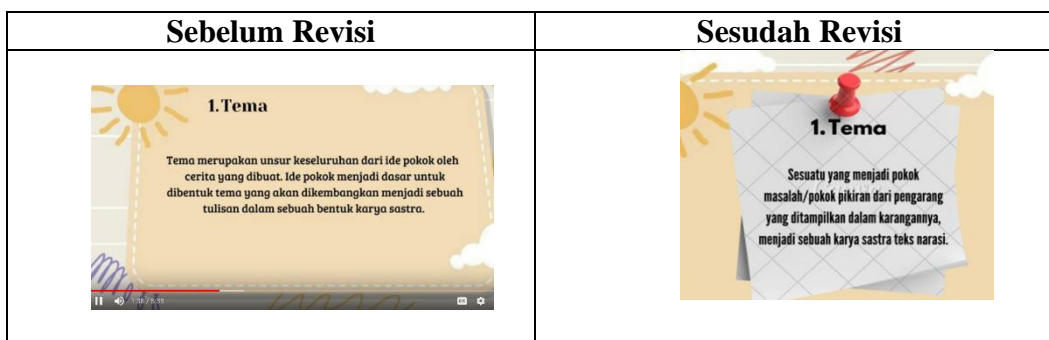 Sebelum Revisi
Sesudah Revisi
1.Tema
Tema merupakan unsur keseluruhan dari ide pokok oleh
cerita yang dibuat. Ide pokok menjadi dasar untuk
dibentuk tema yang akan dikembangkan menjadi sebuah
tulisan dalam sebuah bentuk karya sastra.
1. Tema
Sesuatu yang menjadi pokok
masalah/pokok pikiran dari pengarang
yang ditampilkan dalam karangannya,
menjadi sebuah karya sastra teks narasi.